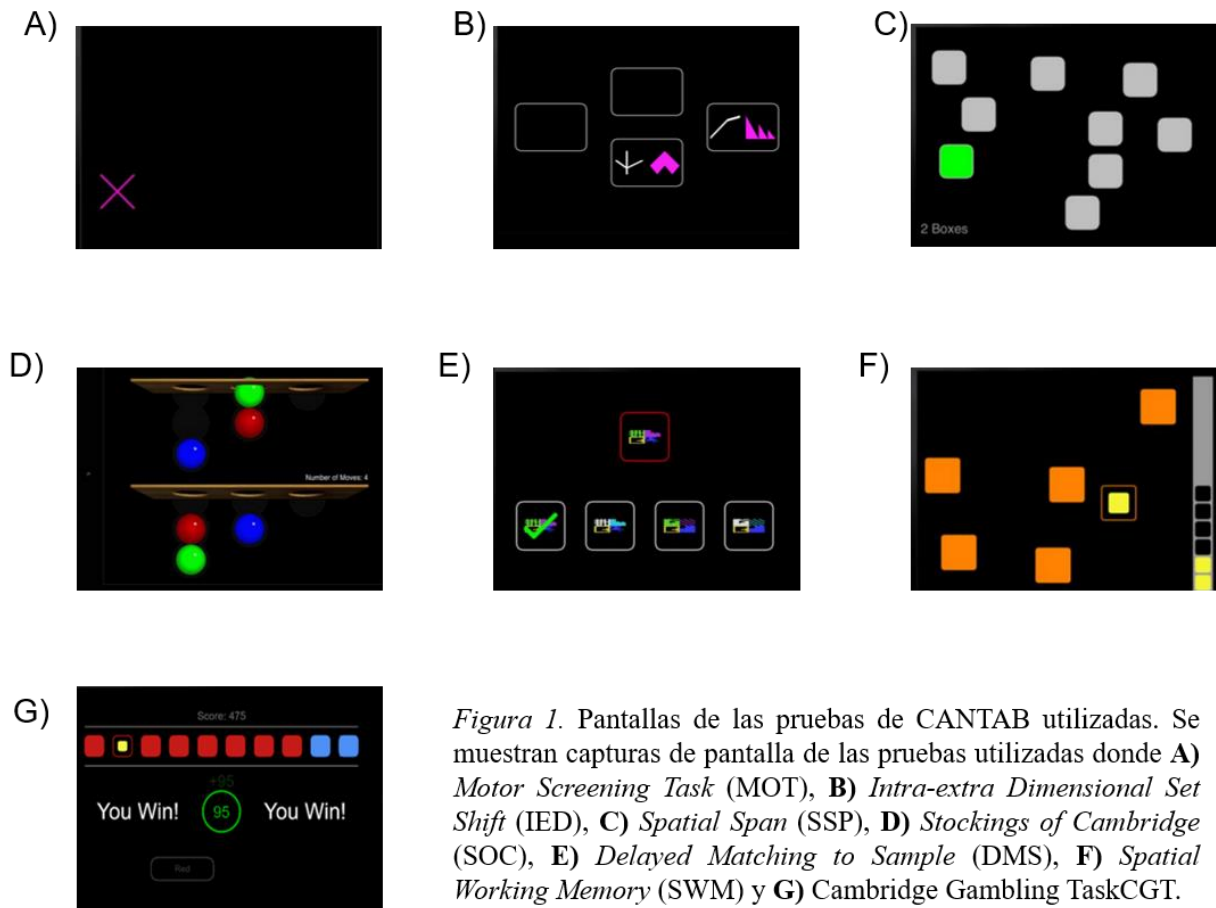 A)
B)
C)
2 Boxes
D)
Number of Moves: 4
E)
F)
G)
Score: 475
+95
You Win!
95
You Win!
Red
Figura 1. Pantallas de las pruebas de CANTAB utilizadas. Se
muestran capturas de pantalla de las pruebas utilizadas donde A)
Motor Screening Task (MOT), B) Intra-extra Dimensional Set
Shift (IED), C) Spatial Span (SSP), D) Stockings of Cambridge
(SOC), E) Delayed Matching to Sample (DMS), F) Spatial
Working Memory (SWM) y G) Cambridge Gambling TaskCGT.